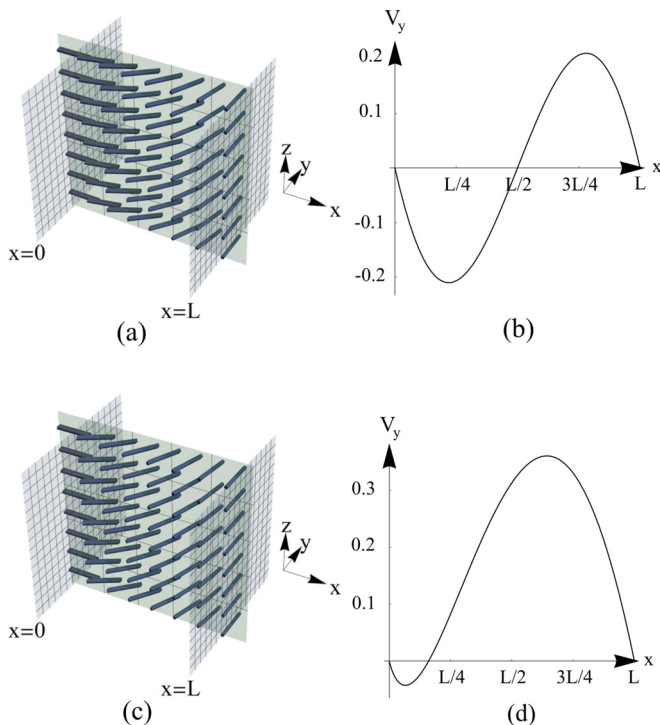 z
y
x
x=0
x=L
(a)
Vy
0.2
0.1
-0.1
-0.2
L/4
L/2
3L/4
L
x
(b)
z
y
x
x=0
x=L
(c)
Vy
0.3
0.2
0.1
L/4
L/2
3L/4
L
x
(d)